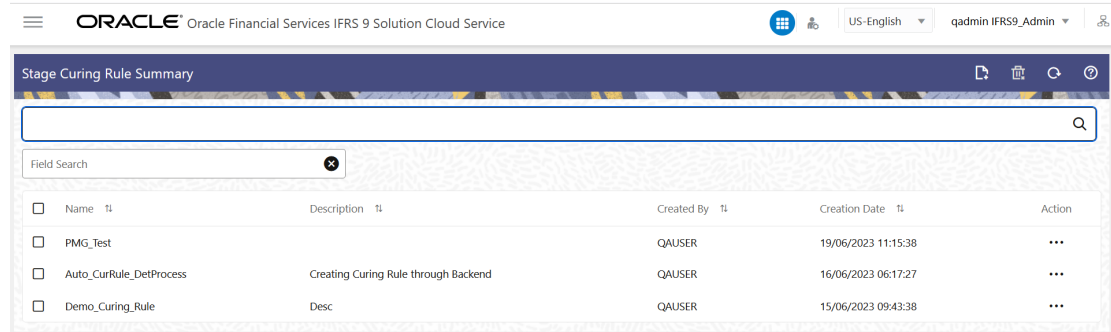 ORACLE® Oracle Financial Services IFRS 9 Solution Cloud Service US-English qadmin IFRS9_Admin
Stage Curing Rule Summary
Field Search
Name Description Created By Creation Date Action
PMG_Test QAUSER 19/06/2023 11:15:38
Auto_CurRule_DetProcess Creating Curing Rule through Backend QAUSER 16/06/2023 06:17:27
Demo_Curing_Rule Desc QAUSER 15/06/2023 09:43:38